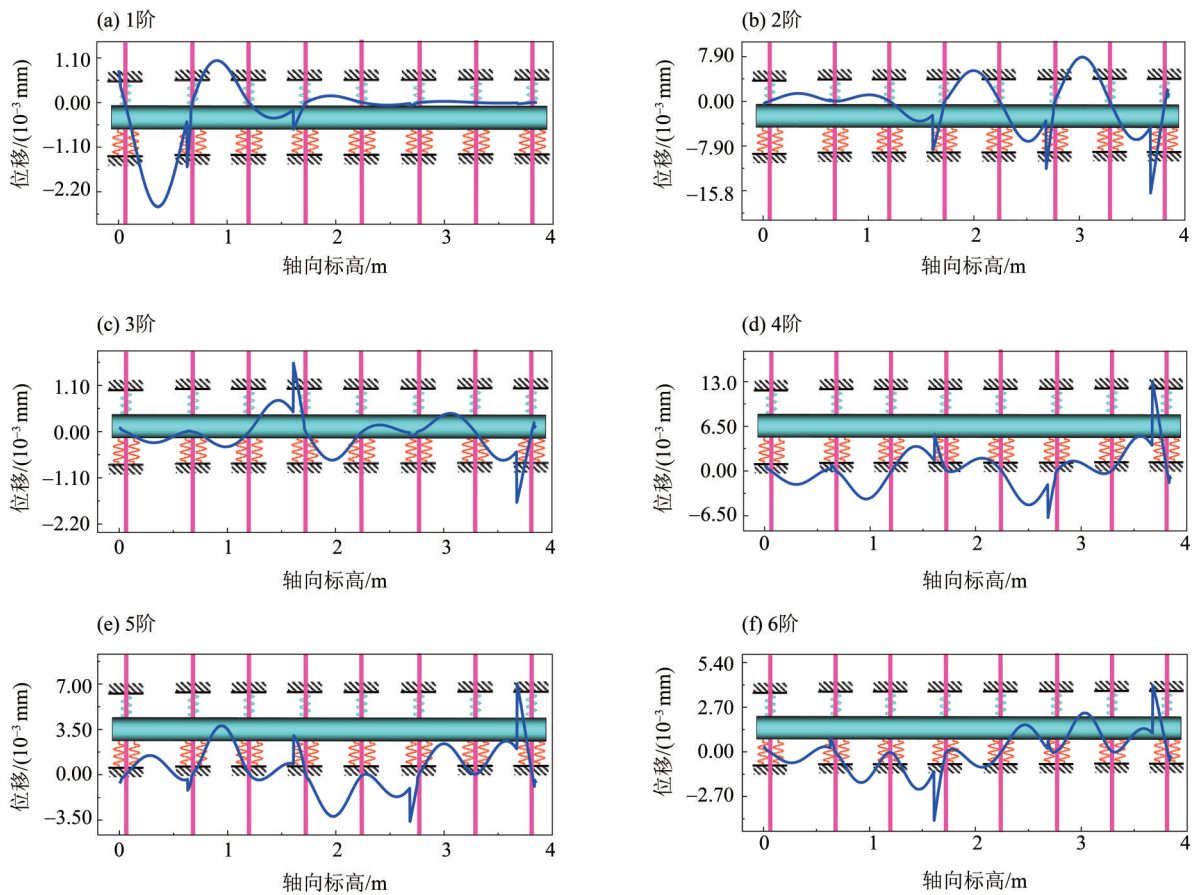 (a) 1阶
1.10
0.00
−1.10
−2.20
位移/(10⁻³ mm)
0 1 2 3 4
轴向标高/m
(b) 2阶
7.90
0.00
−7.90
−15.8
位移/(10⁻³ mm)
0 1 2 3 4
轴向标高/m
(c) 3阶
1.10
0.00
−1.10
−2.20
位移/(10⁻³ mm)
0 1 2 3 4
轴向标高/m
(d) 4阶
13.0
6.50
0.00
−6.50
位移/(10⁻³ mm)
0 1 2 3 4
轴向标高/m
(e) 5阶
7.00
3.50
0.00
−3.50
位移/(10⁻³ mm)
0 1 2 3 4
轴向标高/m
(f) 6阶
5.40
2.70
0.00
−2.70
位移/(10⁻³ mm)
0 1 2 3 4
轴向标高/m